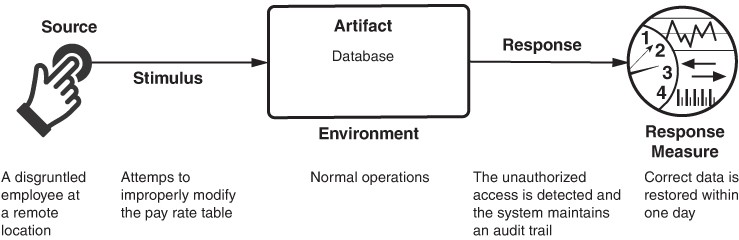 Source
Stimulus
Artifact
Database
Environment
Response
1
2
3
4
Response
Measure
A disgruntled
employee at
a remote
location
Attemps to
improperly modify
the pay rate table
Normal operations
The unauthorized
access is detected and
the system maintains
an audit trail
Correct data is
restored within
one day